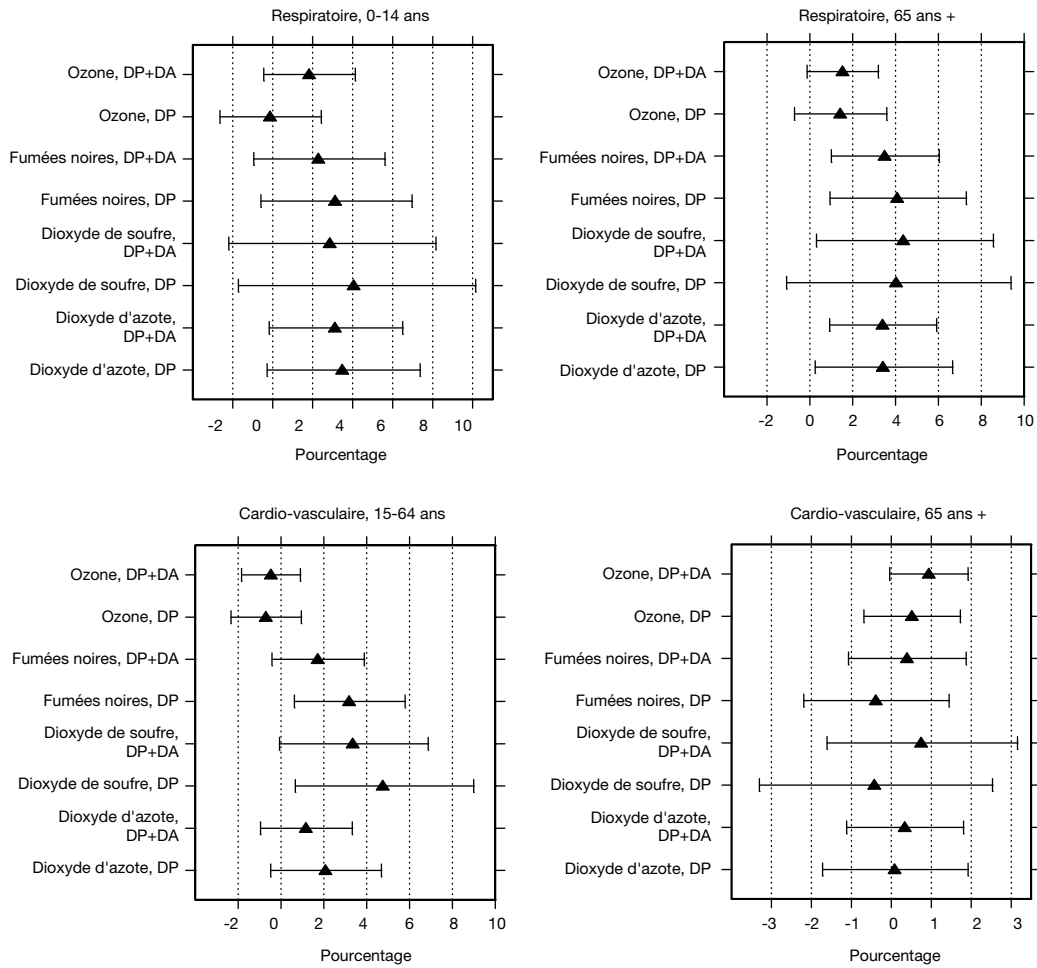 Respiratoire, 0-14 ans
Ozone, DP+DA
Ozone, DP
Fumées noires, DP+DA
Fumées noires, DP
Dioxyde de soufre,
DP+DA
Dioxyde de soufre, DP
Dioxyde d'azote,
DP+DA
Dioxyde d'azote, DP
-2 0 2 4 6 8 10
Pourcentage
Respiratoire, 65 ans +
Ozone, DP+DA
Ozone, DP
Fumées noires, DP+DA
Fumées noires, DP
Dioxyde de soufre,
DP+DA
Dioxyde de soufre, DP
Dioxyde d'azote,
DP+DA
Dioxyde d'azote, DP
-2 0 2 4 6 8 10
Pourcentage
Cardio-vasculaire, 15-64 ans
Ozone, DP+DA
Ozone, DP
Fumées noires, DP+DA
Fumées noires, DP
Dioxyde de soufre,
DP+DA
Dioxyde de soufre, DP
Dioxyde d'azote,
DP+DA
Dioxyde d'azote, DP
-2 0 2 4 6 8 10
Pourcentage
Cardio-vasculaire, 65 ans +
Ozone, DP+DA
Ozone, DP
Fumées noires, DP+DA
Fumées noires, DP
Dioxyde de soufre,
DP+DA
Dioxyde de soufre, DP
Dioxyde d'azote,
DP+DA
Dioxyde d'azote, DP
-3 -2 -1 0 1 2 3
Pourcentage